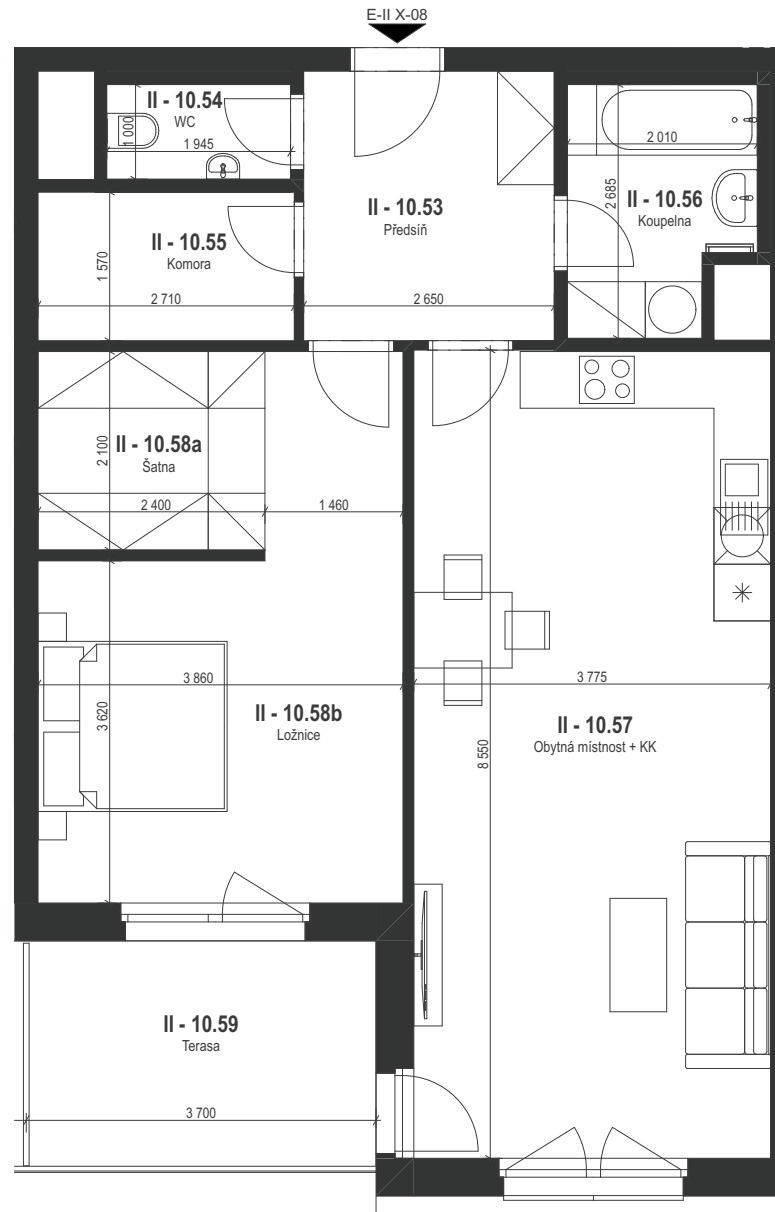 E-II X-08
II - 10.54
WC
1 000
1 945
2 010
2 685
II - 10.53
Předsíň
II - 10.56
Koupelna
II - 10.55
Komora
1 570
2 710
2 650
II - 10.58a
Šatna
2 100
2 400
1 460
3 860
3 775
3 620
II - 10.58b
Ložnice
II - 10.57
Obytná místnost + KK
8 550
II - 10.59
Terasa
3 700